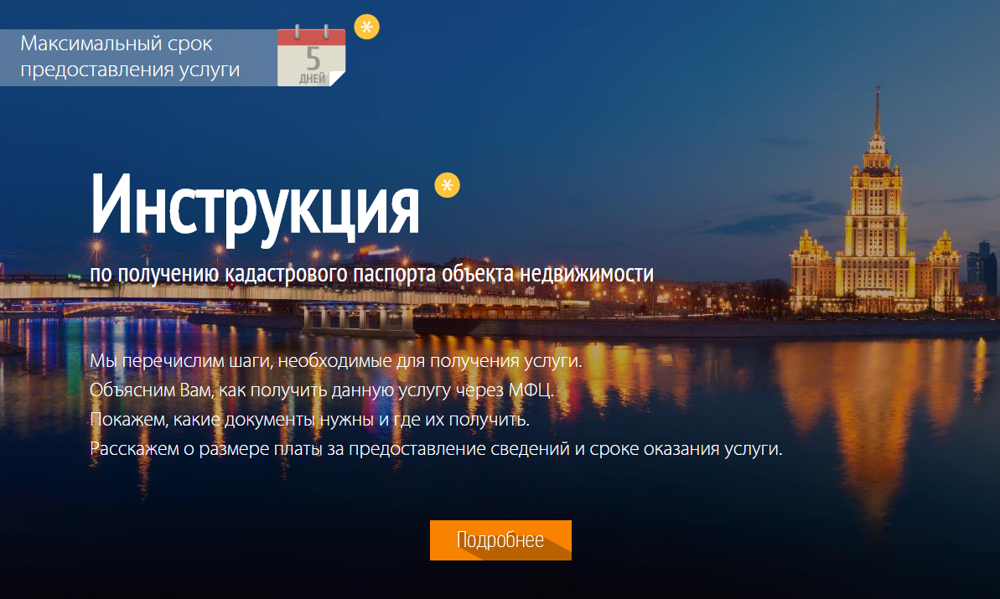 Максимальный срок
предоставления услуги
5
ДНЕЙ
Инструкция
по получению кадастрового паспорта объекта недвижимости
Мы перечислим шаги, необходимые для получения услуги.
Объясним Вам, как получить данную услугу через МФЦ.
Покажем, какие документы нужны и где их получить.
Расскажем о размере платы за предоставление сведений и сроке оказания услуги.
Подробнее